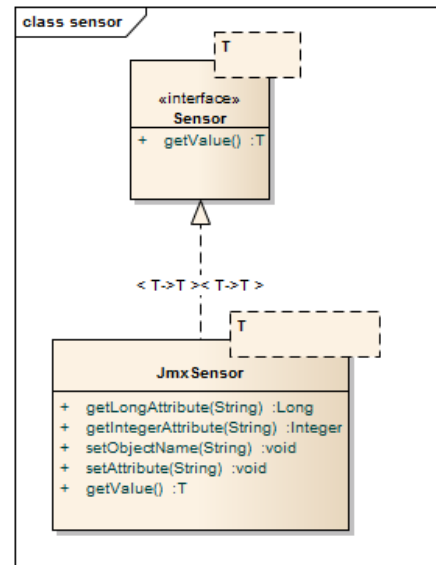 class sensor
T
«interface»
Sensor
+ getValue() :T
< T->T >< T->T >
T
JmxSensor
+ getLongAttribute(String) :Long
+ getIntegerAttribute(String) :Integer
+ setObjectName(String) :void
+ setAttribute(String) :void
+ getValue() :T